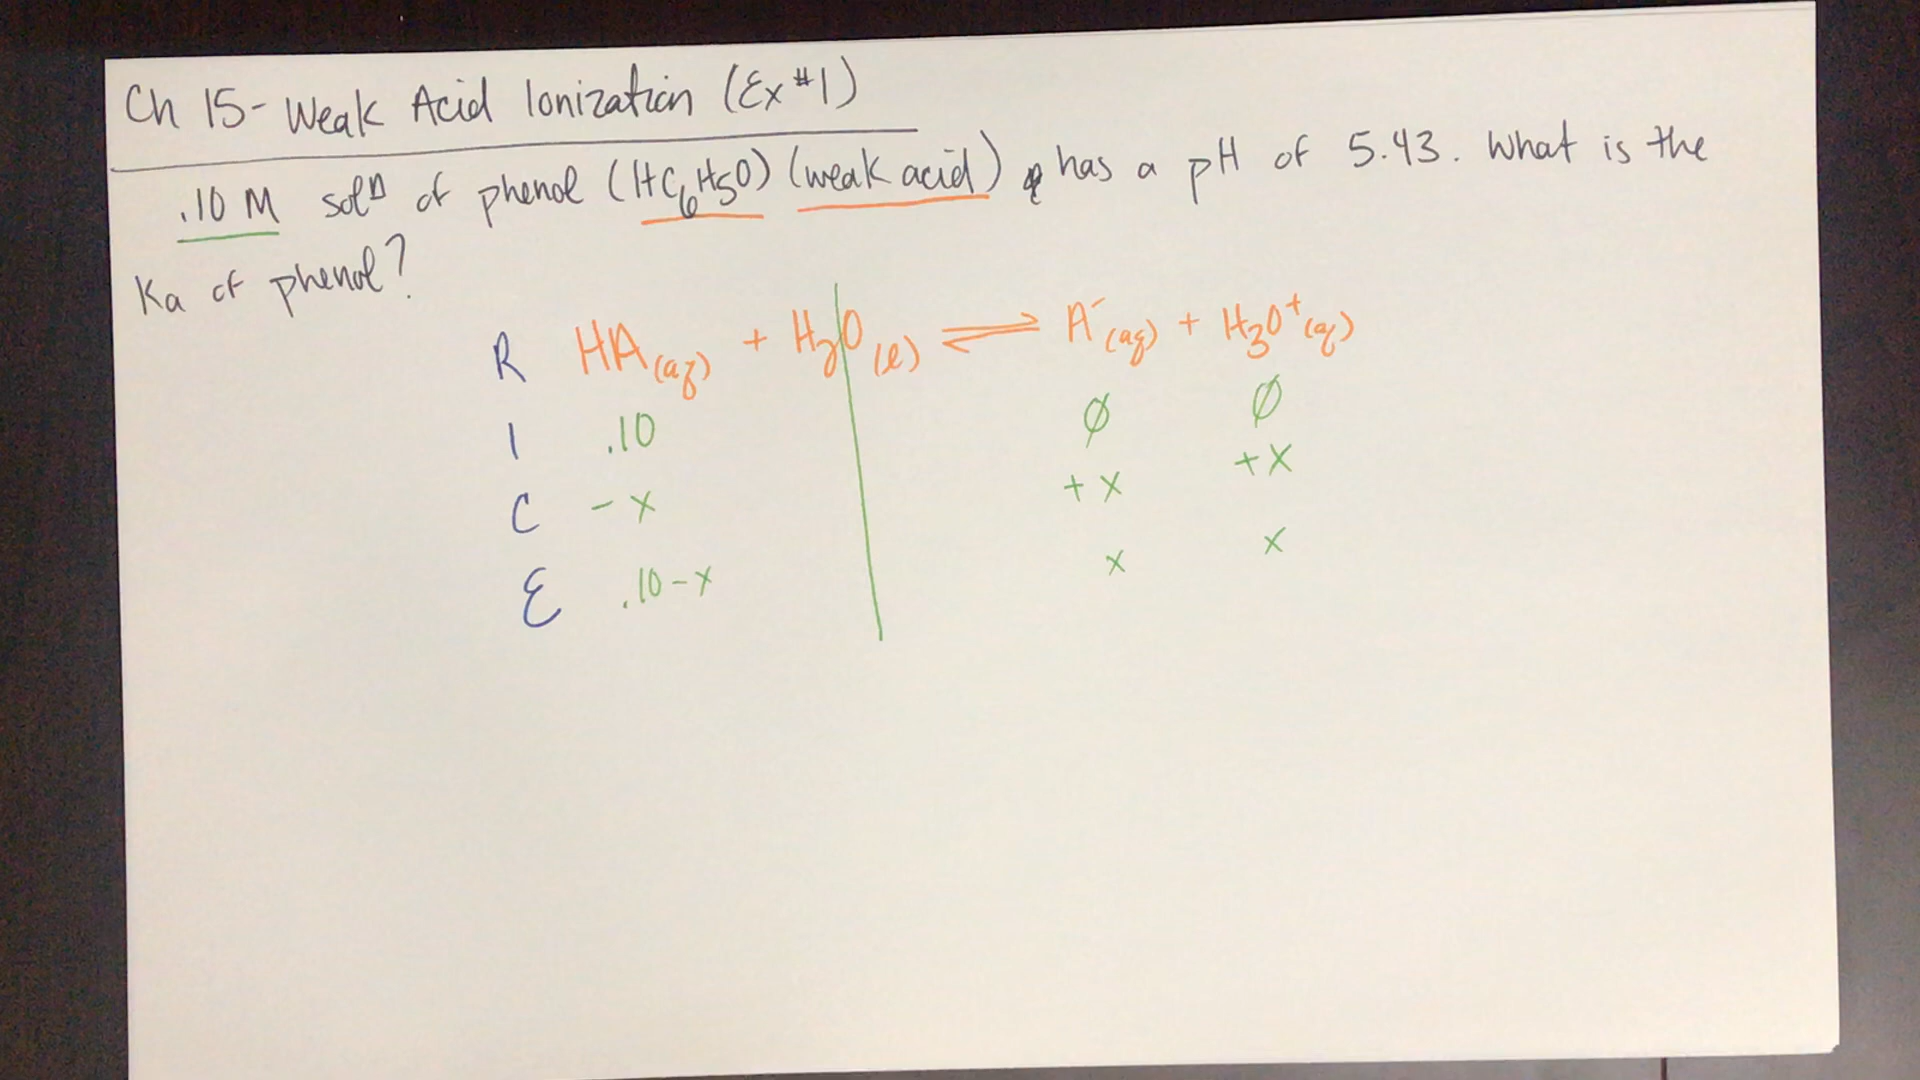 Ch 15- Weak Acid Ionization (Ex #1)
.10 M solⁿ of phenol (HC₆H₅O) (weak acid) has a pH of 5.43. What is the
Ka of phenol?
R HA(aq) + H₂O(l) ⇌ A⁻(aq) + H₃O⁺(aq)
I .10 ∅ ∅
C - x + x + x
E .10 - x x x